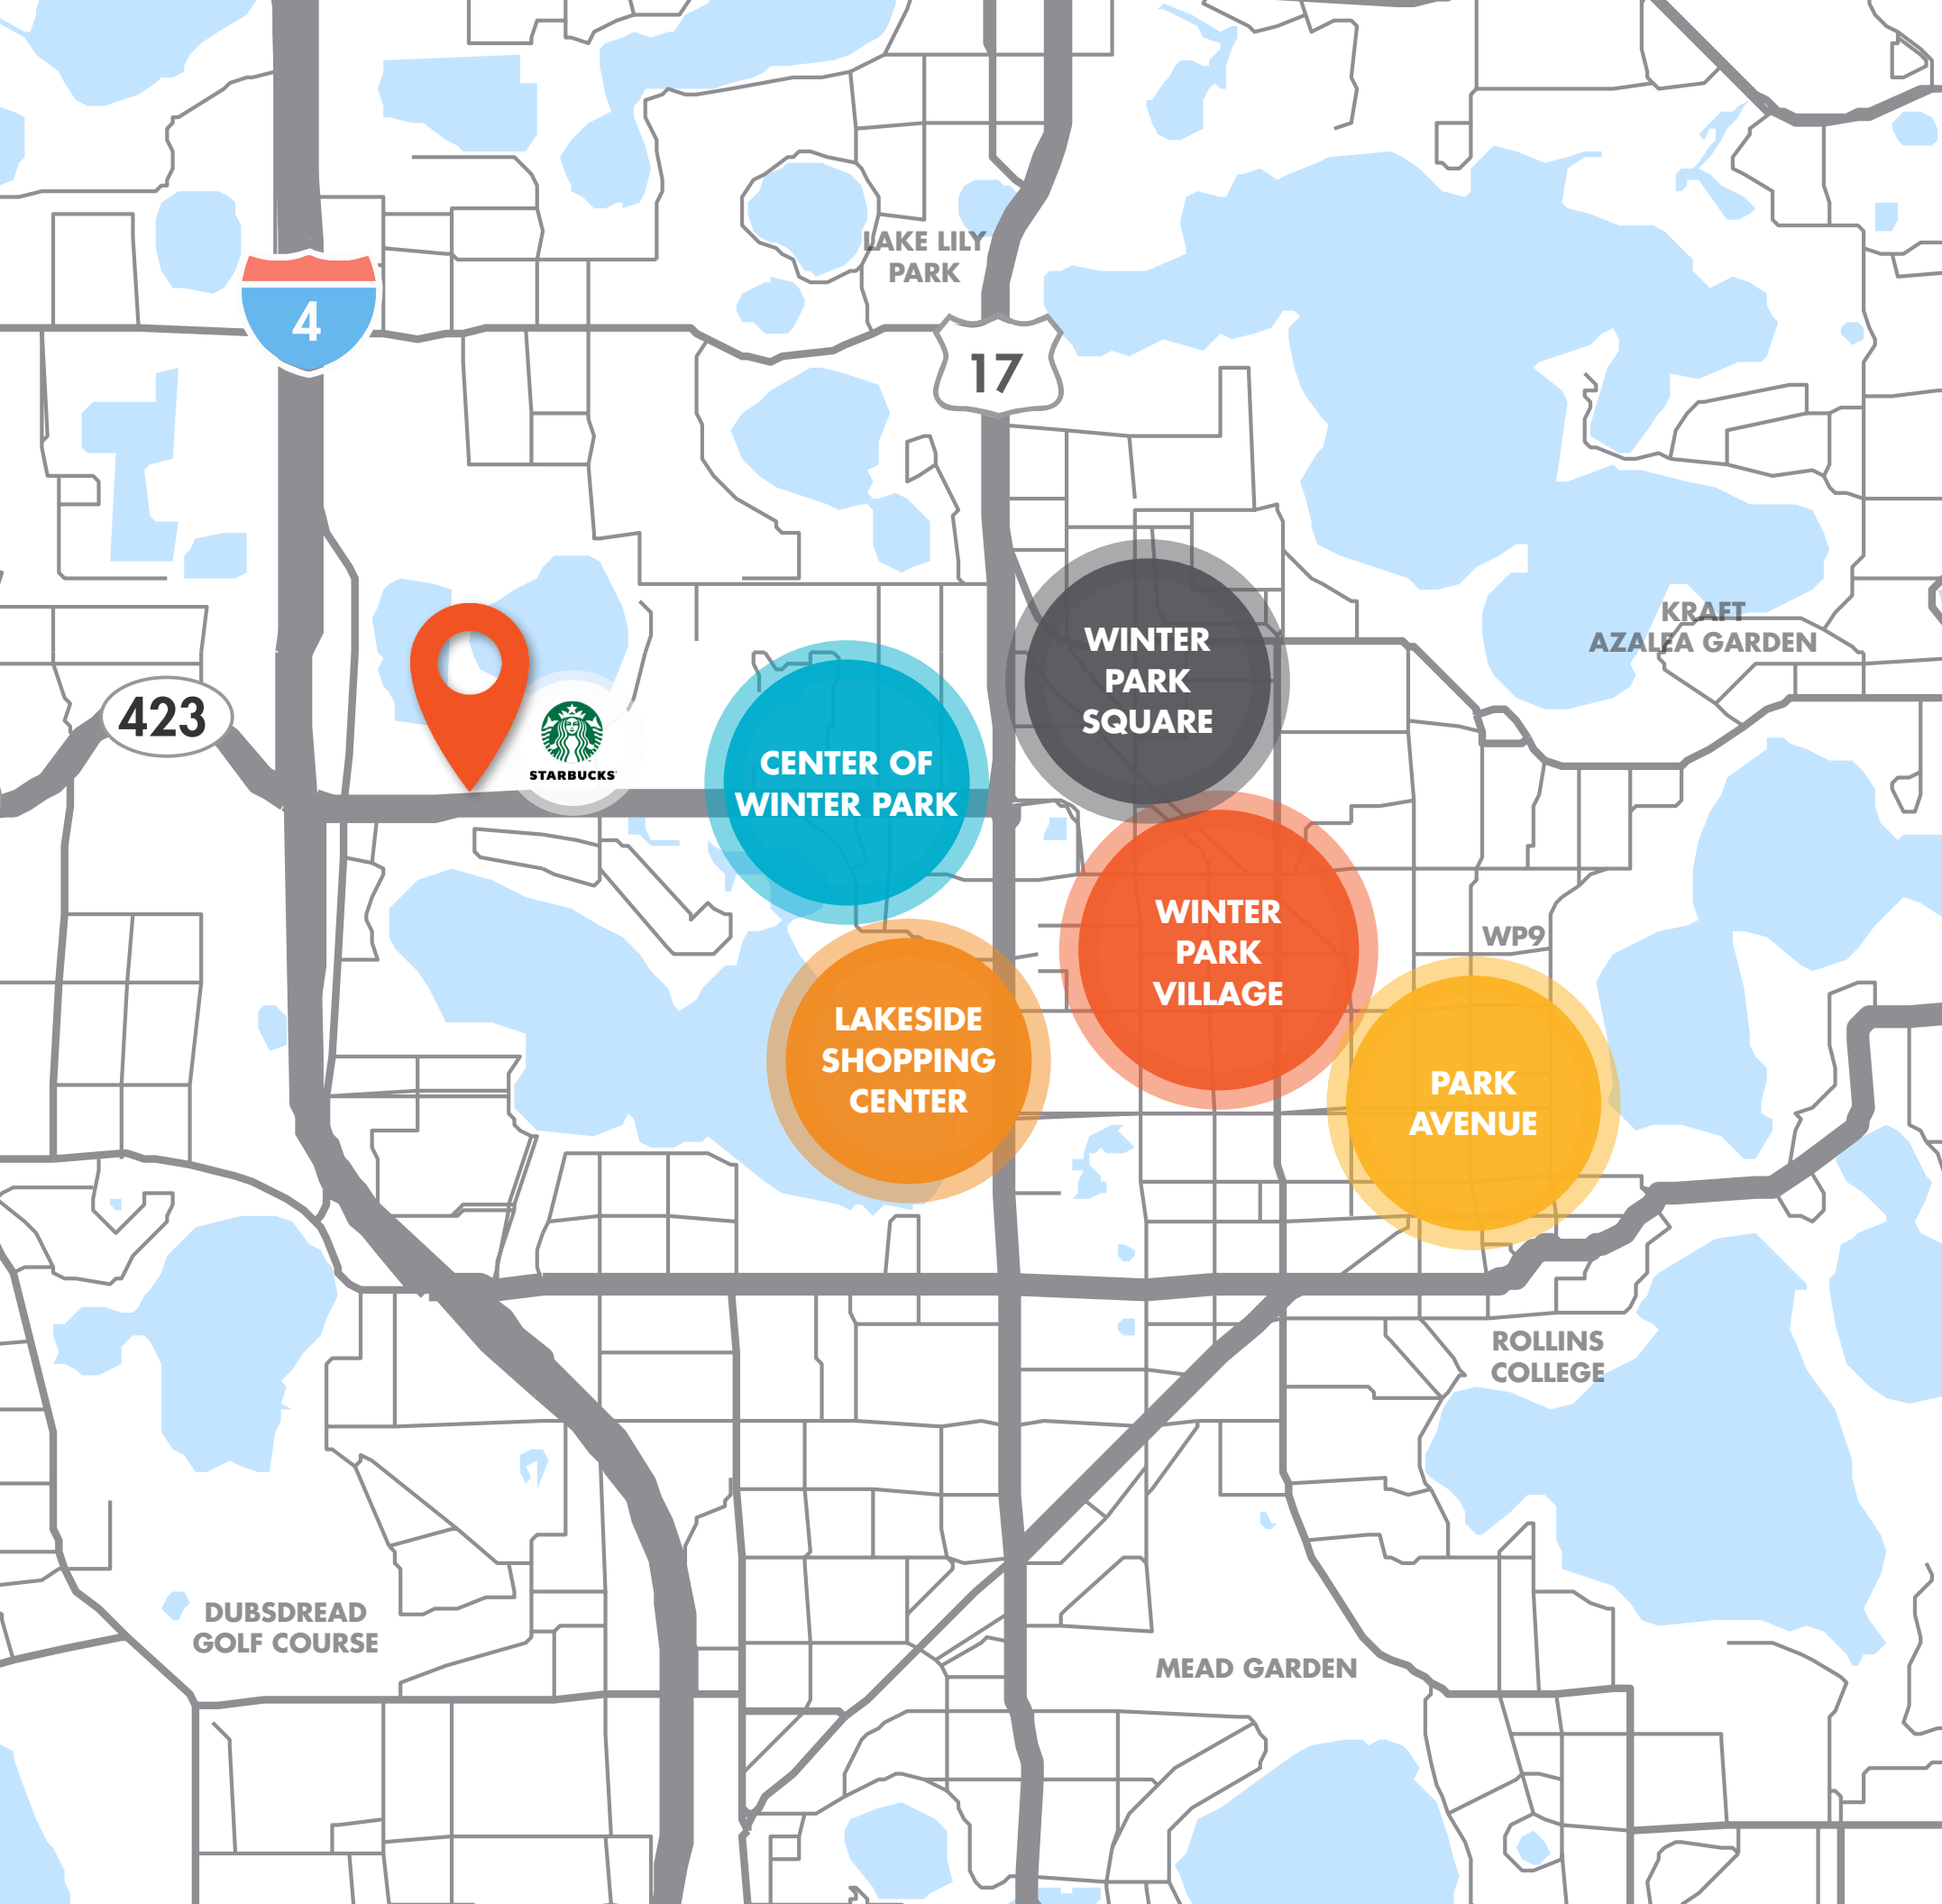 LAKE LILY
PARK
4
17
KRAFT
AZALEA GARDEN
WINTER
PARK
SQUARE
423
STARBUCKS
CENTER OF
WINTER PARK
WINTER
PARK
VILLAGE
WP9
LAKESIDE
SHOPPING
CENTER
PARK
AVENUE
ROLLINS
COLLEGE
DUBSDREAD
GOLF COURSE
MEAD GARDEN